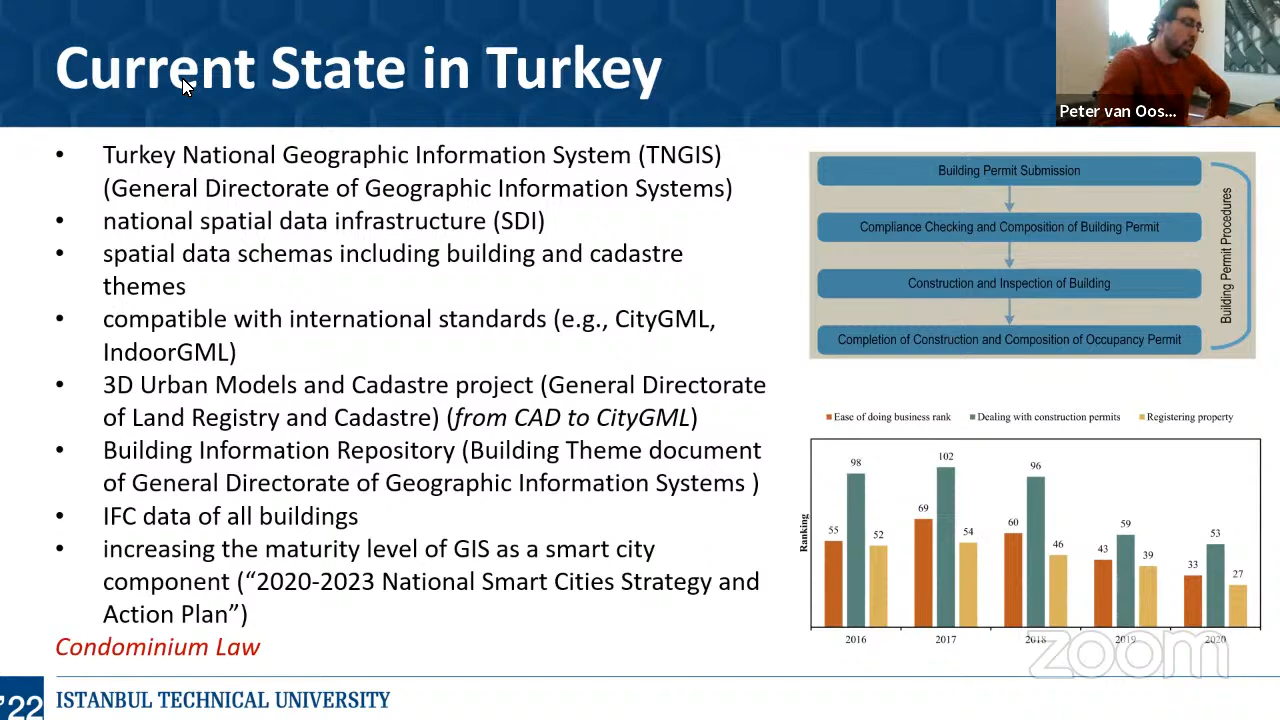 Current State in Turkey
Peter van Oos...
• Turkey National Geographic Information System (TNGIS)
(General Directorate of Geographic Information Systems)
• national spatial data infrastructure (SDI)
• spatial data schemas including building and cadastre
themes
• compatible with international standards (e.g., CityGML,
IndoorGML)
• 3D Urban Models and Cadastre project (General Directorate
of Land Registry and Cadastre) (from CAD to CityGML)
• Building Information Repository (Building Theme document
of General Directorate of Geographic Information Systems )
• IFC data of all buildings
• increasing the maturity level of GIS as a smart city
component (“2020-2023 National Smart Cities Strategy and
Action Plan”)
Condominium Law
Building Permit Submission
Compliance Checking and Composition of Building Permit
Construction and Inspection of Building
Completion of Construction and Composition of Occupancy Permit
Building Permit Procedures
Ease of doing business rank Dealing with construction permits Registering property
Ranking
55 98 52
69 102 54
60 96 46
43 59 39
33 53 27
2016 2017 2018 2019 2020
zoom
'22 ISTANBUL TECHNICAL UNIVERSITY